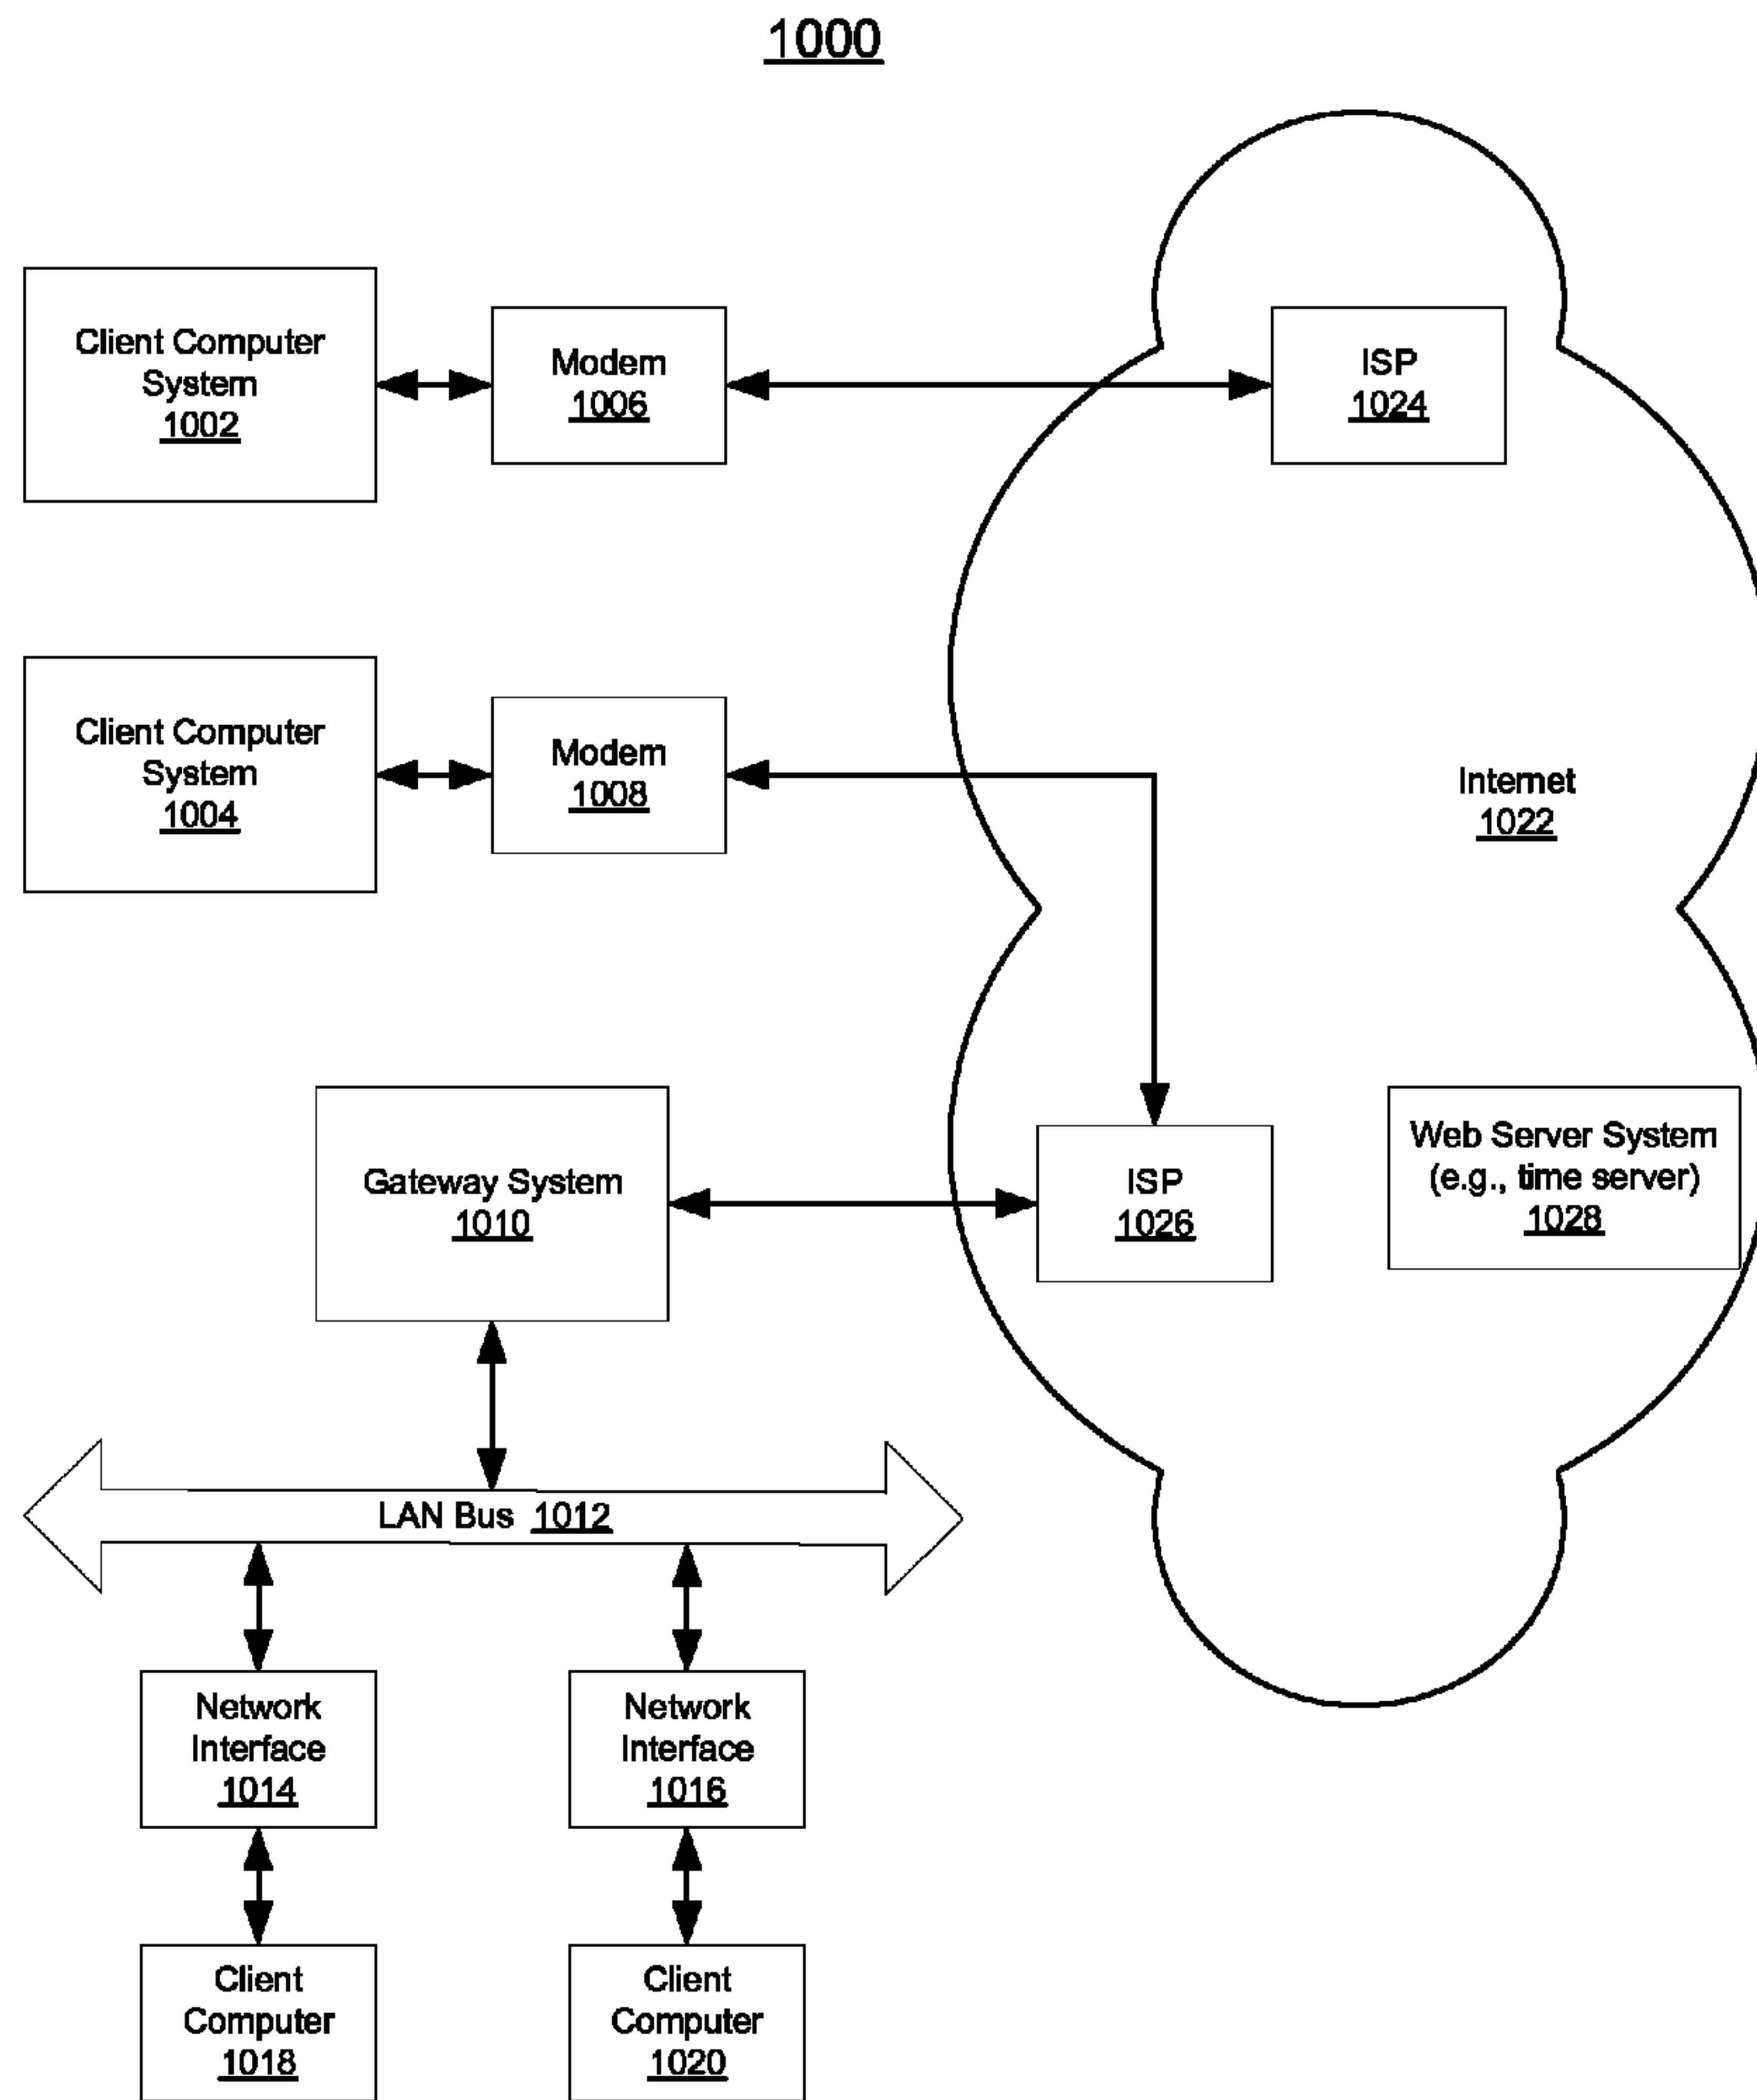 1000
Client Computer
System
1002
Modem
1006
ISP
1024
Client Computer
System
1004
Modem
1008
Internet
1022
Gateway System
1010
ISP
1026
Web Server System
(e.g., time server)
1028
LAN Bus 1012
Network
Interface
1014
Network
Interface
1016
Client
Computer
1018
Client
Computer
1020